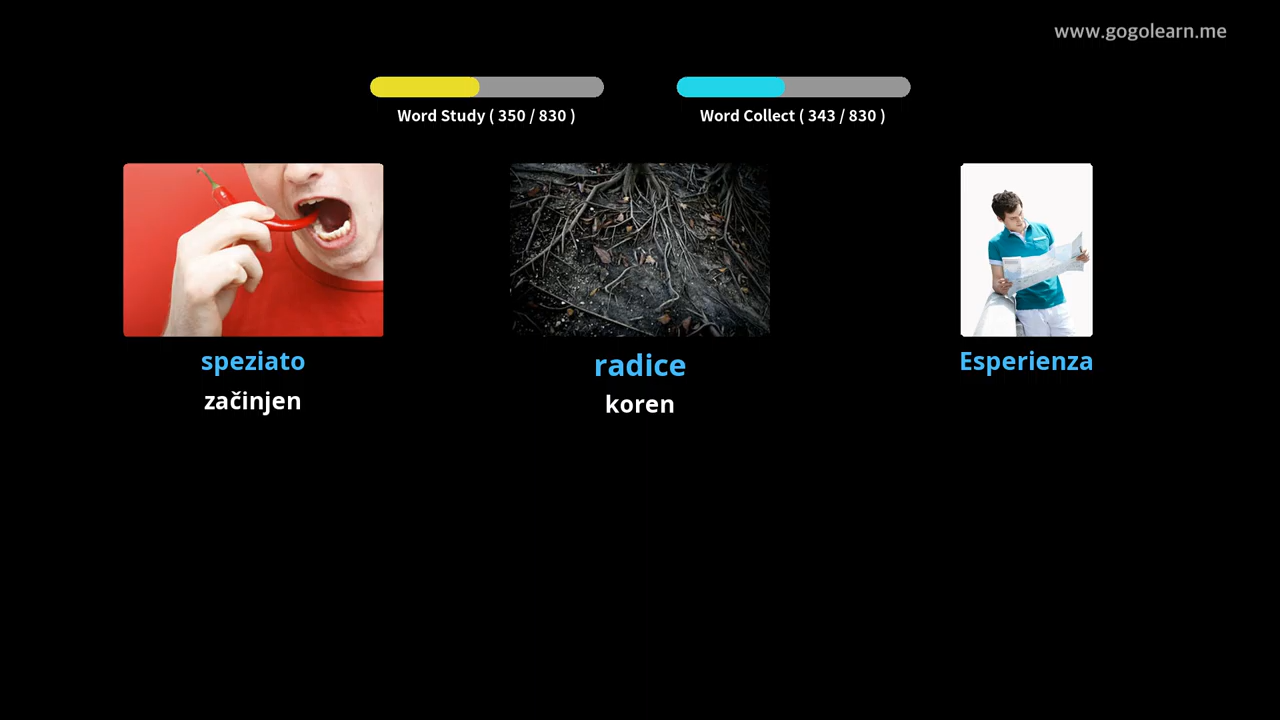 www.gogolearn.me
Word Study ( 350 / 830 )
Word Collect ( 343 / 830 )
speziato
začinjen
radice
koren
Esperienza